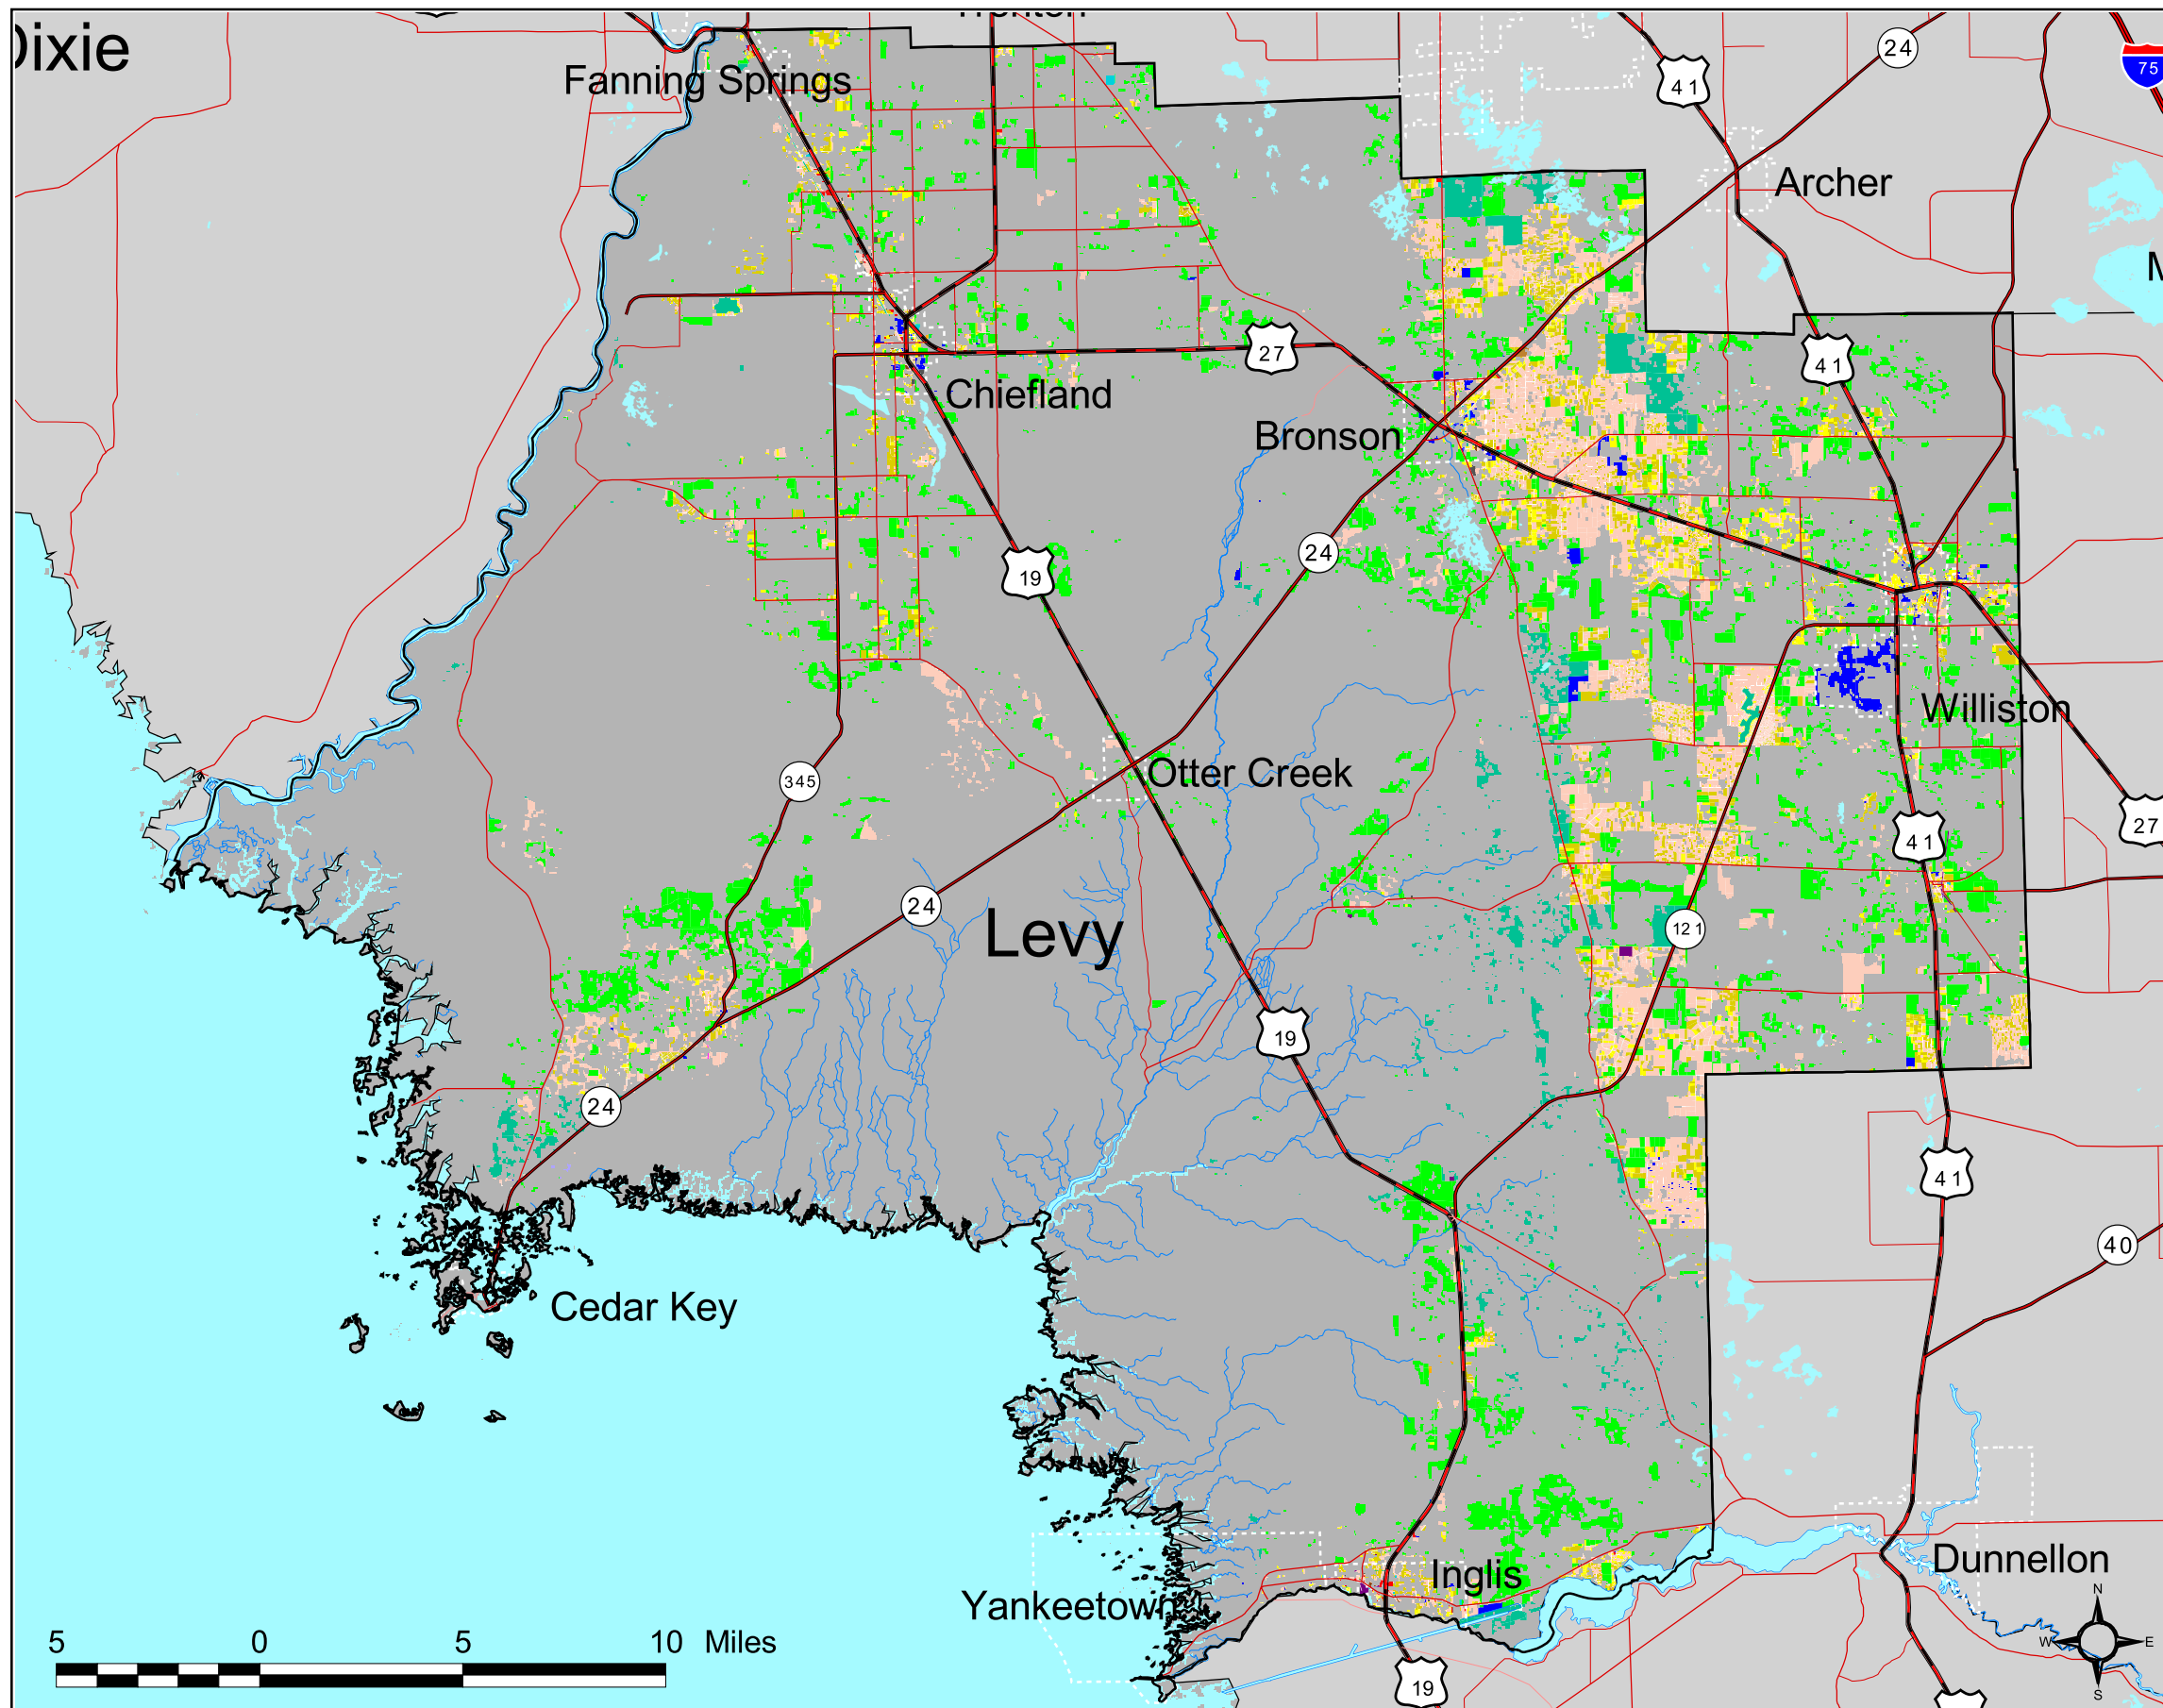 Trenton
Dixie
24
41
75
Fanning Springs
Archer
M
27
41
Chiefland
Bronson
24
19
Williston
Otter Creek
345
27
41
24
Levy
121
19
24
41
40
Cedar Key
Dunnellon
Inglis
Yankeetown
N
W E
S
5 0 5 10 Miles
19